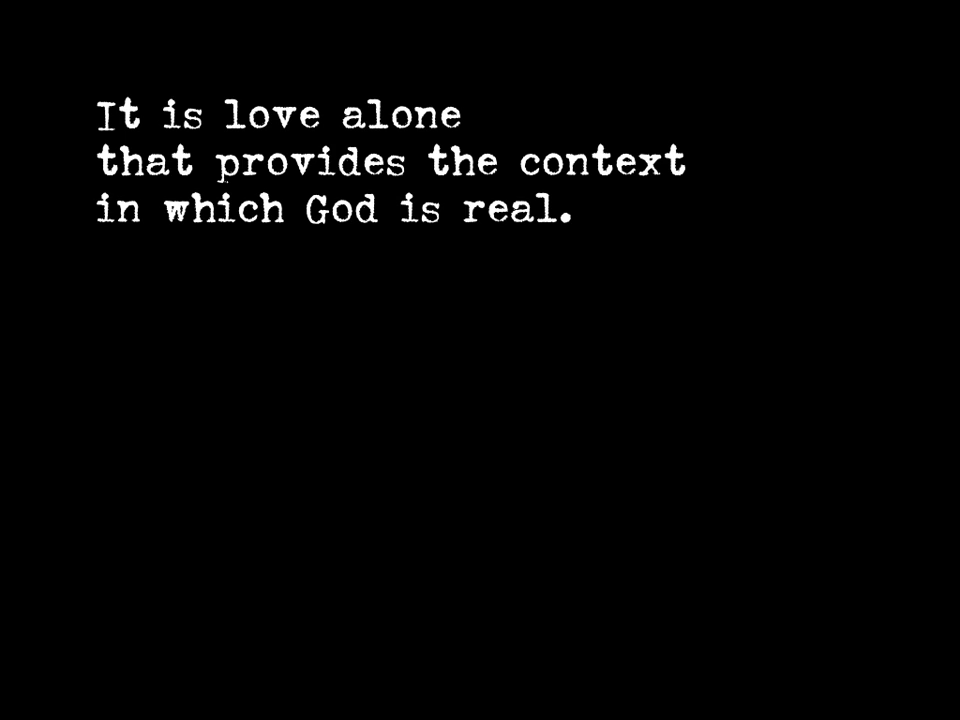 It is love alone
that provides the context
in which God is real.